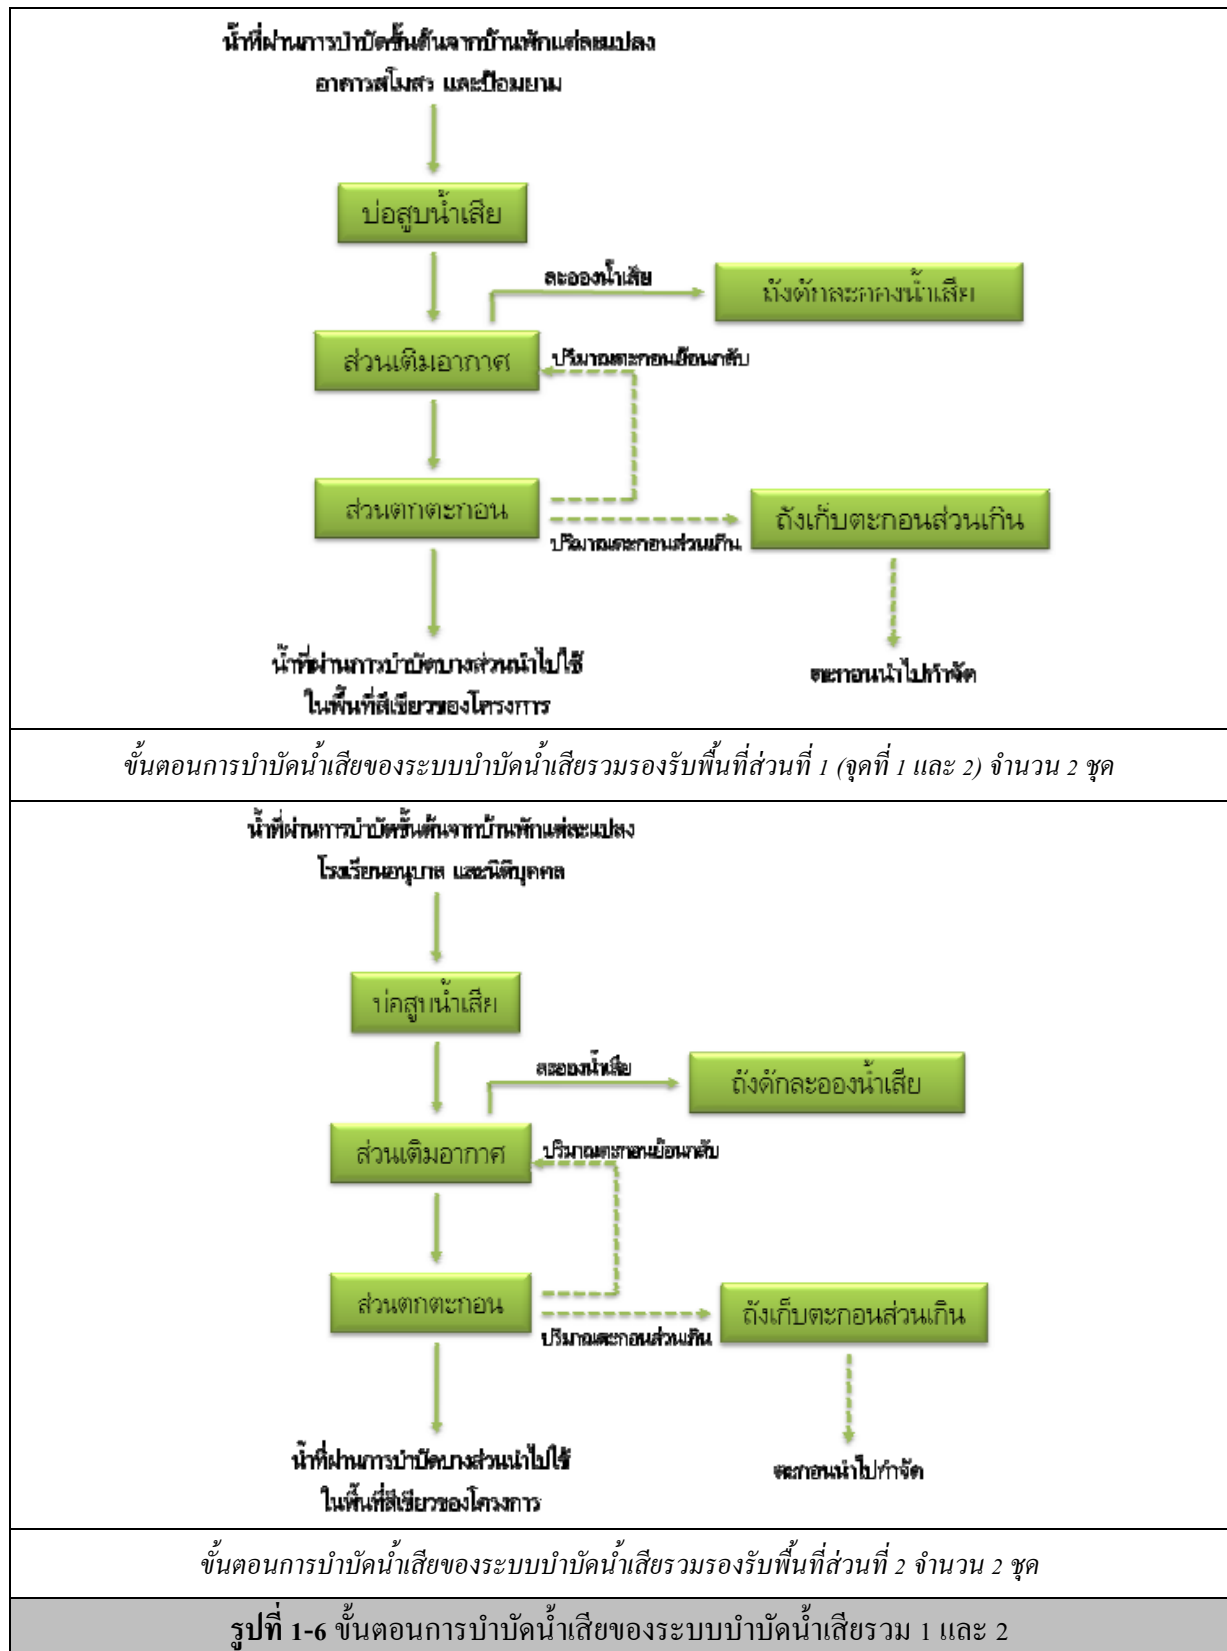 น้ำที่ผ่านการบำบัดขั้นต้นจากบ้านพักแต่ละแปลง
อาคารสโมสร และป้อมยาม
บ่อสูบน้ำเสีย
ละอองน้ำเสีย
ถังดักละอองน้ำเสีย
ส่วนเติมอากาศ
ปริมาณตะกอนย้อนกลับ
ส่วนตกตะกอน
ถังเก็บตะกอนส่วนเกิน
ปริมาณตะกอนส่วนเกิน
น้ำที่ผ่านการบำบัดบางส่วนนำไปใช้
ในพื้นที่สีเขียวของโครงการ
ตะกอนนำไปกำจัด
ขั้นตอนการบำบัดน้ำเสียของระบบบำบัดน้ำเสียรวมรองรับพื้นที่ส่วนที่ 1 (จุดที่ 1 และ 2) จำนวน 2 ชุด
น้ำที่ผ่านการบำบัดขั้นต้นจากบ้านพักแต่ละแปลง
โรงเรียนอนุบาล และนิติบุคคล
บ่อสูบน้ำเสีย
ละอองน้ำเสีย
ถังดักละอองน้ำเสีย
ส่วนเติมอากาศ
ปริมาณตะกอนย้อนกลับ
ส่วนตกตะกอน
ถังเก็บตะกอนส่วนเกิน
ปริมาณตะกอนส่วนเกิน
น้ำที่ผ่านการบำบัดบางส่วนนำไปใช้
ในพื้นที่สีเขียวของโครงการ
ตะกอนนำไปกำจัด
ขั้นตอนการบำบัดน้ำเสียของระบบบำบัดน้ำเสียรวมรองรับพื้นที่ส่วนที่ 2 จำนวน 2 ชุด
รูปที่ 1-6 ขั้นตอนการบำบัดน้ำเสียของระบบบำบัดน้ำเสียรวม 1 และ 2